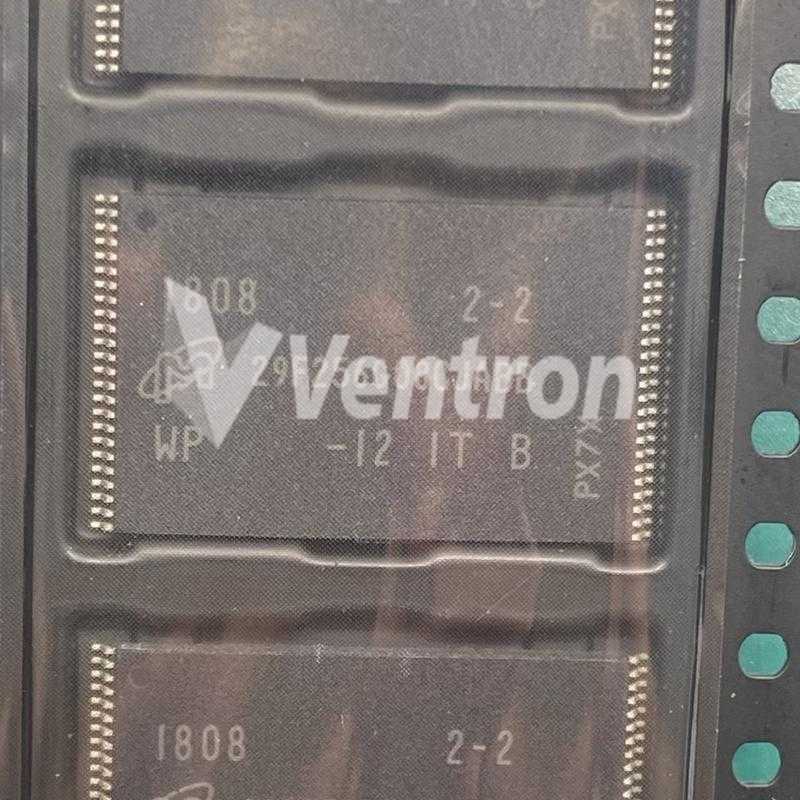 1808 2-2
Ventron
WP -12 IT B
PX7X
1808 2-2